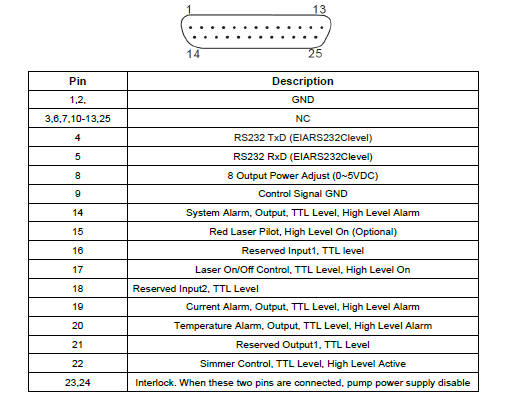 1 13
14 25
Pin Description
1,2, GND
3,6,7,10-13,25 NC
4 RS232 TxD (EIARS232Clevel)
5 RS232 RxD (EIARS232Clevel)
8 8 Output Power Adjust (0~5VDC)
9 Control Signal GND
14 System Alarm, Output, TTL Level, High Level Alarm
15 Red Laser Pilot, High Level On (Optional)
16 Reserved Input1, TTL level
17 Laser On/Off Control, TTL Level, High Level On
18 Reserved Input2, TTL Level
19 Current Alarm, Output, TTL Level, High Level Alarm
20 Temperature Alarm, Output, TTL Level, High Level Alarm
21 Reserved Output1, TTL Level
22 Simmer Control, TTL Level, High Level Active
23,24 Interlock. When these two pins are connected, pump power supply disable